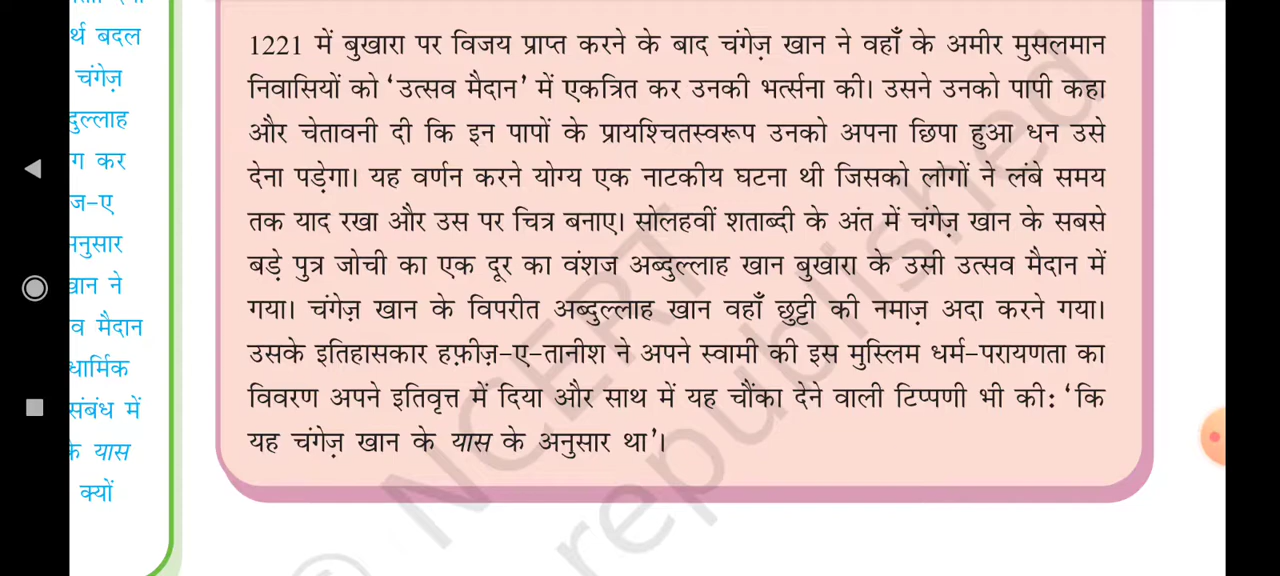 र्थ बदल
चंगेज़
दुल्लाह
ग कर
ज-ए
अनुसार
ख़ान ने
व मैदान
धार्मिक
संबंध में
के यास
क्यों
1221 में बुखारा पर विजय प्राप्त करने के बाद चंगेज़ खान ने वहाँ के अमीर मुसलमान
निवासियों को ‘उत्सव मैदान’ में एकत्रित कर उनकी भर्त्सना की। उसने उनको पापी कहा
और चेतावनी दी कि इन पापों के प्रायश्चितस्वरूप उनको अपना छिपा हुआ धन उसे
देना पड़ेगा। यह वर्णन करने योग्य एक नाटकीय घटना थी जिसको लोगों ने लंबे समय
तक याद रखा और उस पर चित्र बनाए। सोलहवीं शताब्दी के अंत में चंगेज़ खान के सबसे
बड़े पुत्र जोची का एक दूर का वंशज अब्दुल्लाह खान बुखारा के उसी उत्सव मैदान में
गया। चंगेज़ खान के विपरीत अब्दुल्लाह खान वहाँ छुट्टी की नमाज़ अदा करने गया।
उसके इतिहासकार हफ़ीज़-ए-तानीश ने अपने स्वामी की इस मुस्लिम धर्म-परायणता का
विवरण अपने इतिवृत्त में दिया और साथ में यह चौंका देने वाली टिप्पणी भी की: ‘कि
यह चंगेज़ खान के यास के अनुसार था’।
© NCERT
republished